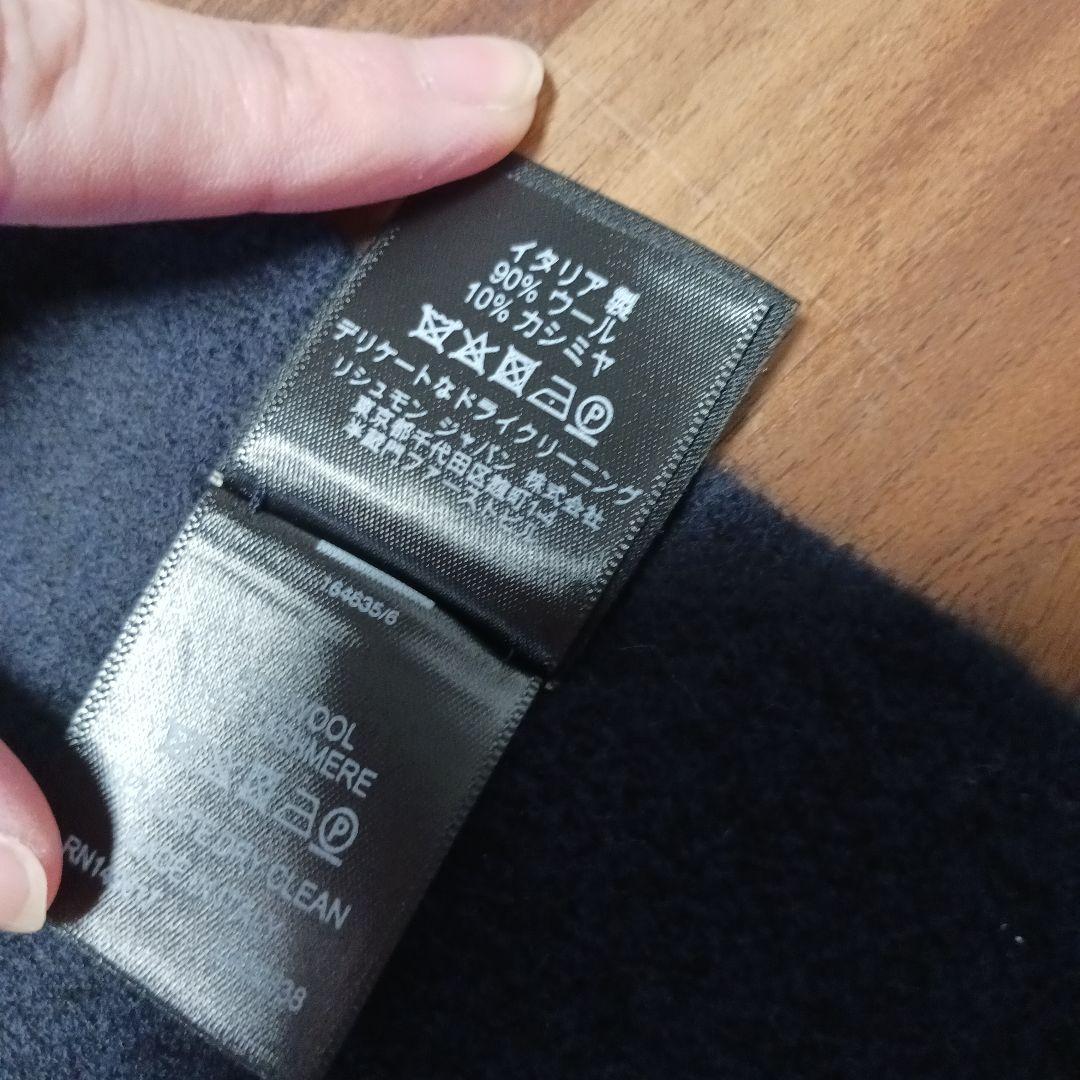 イタリア 製
90% ウール
10% カシミヤ
デリケートなドライクリーニング
リシュモン ジャパン 株式会社
東京都千代田区麹町1-4
半蔵門ファーストビル
WOOL
CASHMERE
DRY CLEAN